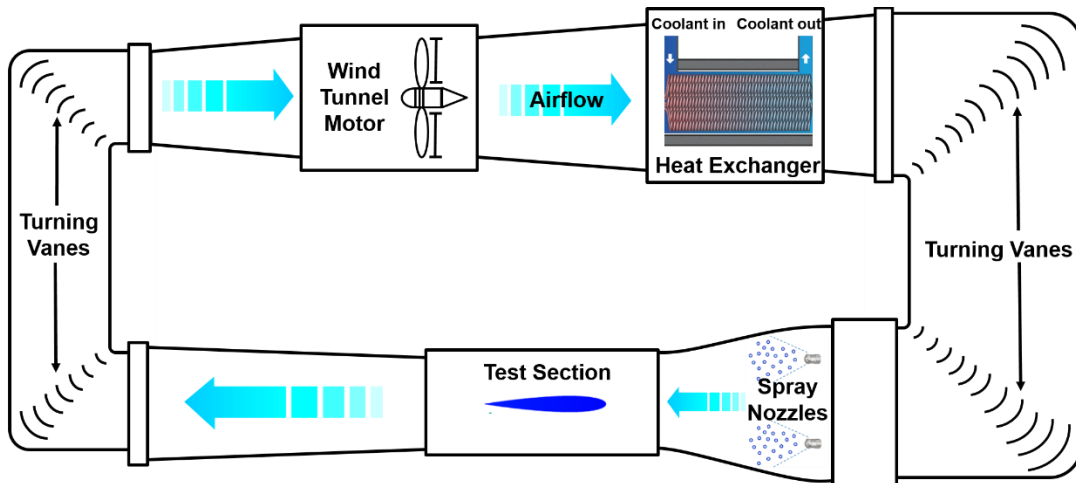 Coolant in
Coolant out
Wind
Tunnel
Motor
Airflow
Heat Exchanger
Turning
Vanes
Turning Vanes
Test Section
Spray
Nozzles